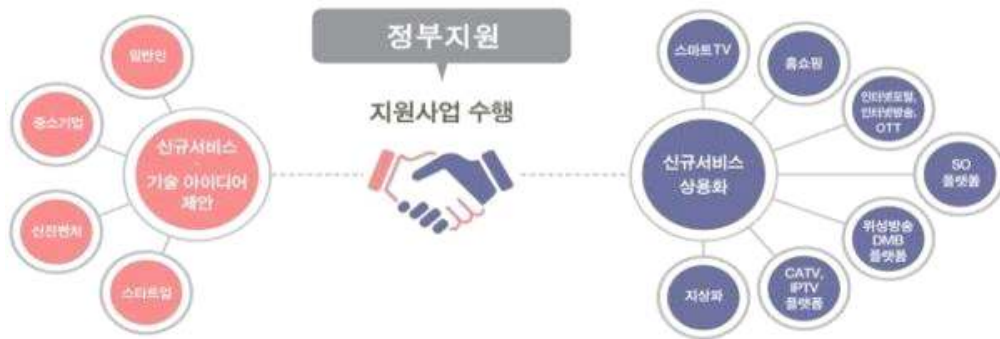 정부지원
지원사업 수행
일반인
중소기업
신규서비스
·
기술 아이디어
제안
신진벤처
스타트업
스마트TV
홈쇼핑
인터넷포털,
인터넷방송,
OTT
신규서비스
상용화
SO
플랫폼
위성방송
DMB
플랫폼
CATV,
IPTV
플랫폼
지상파